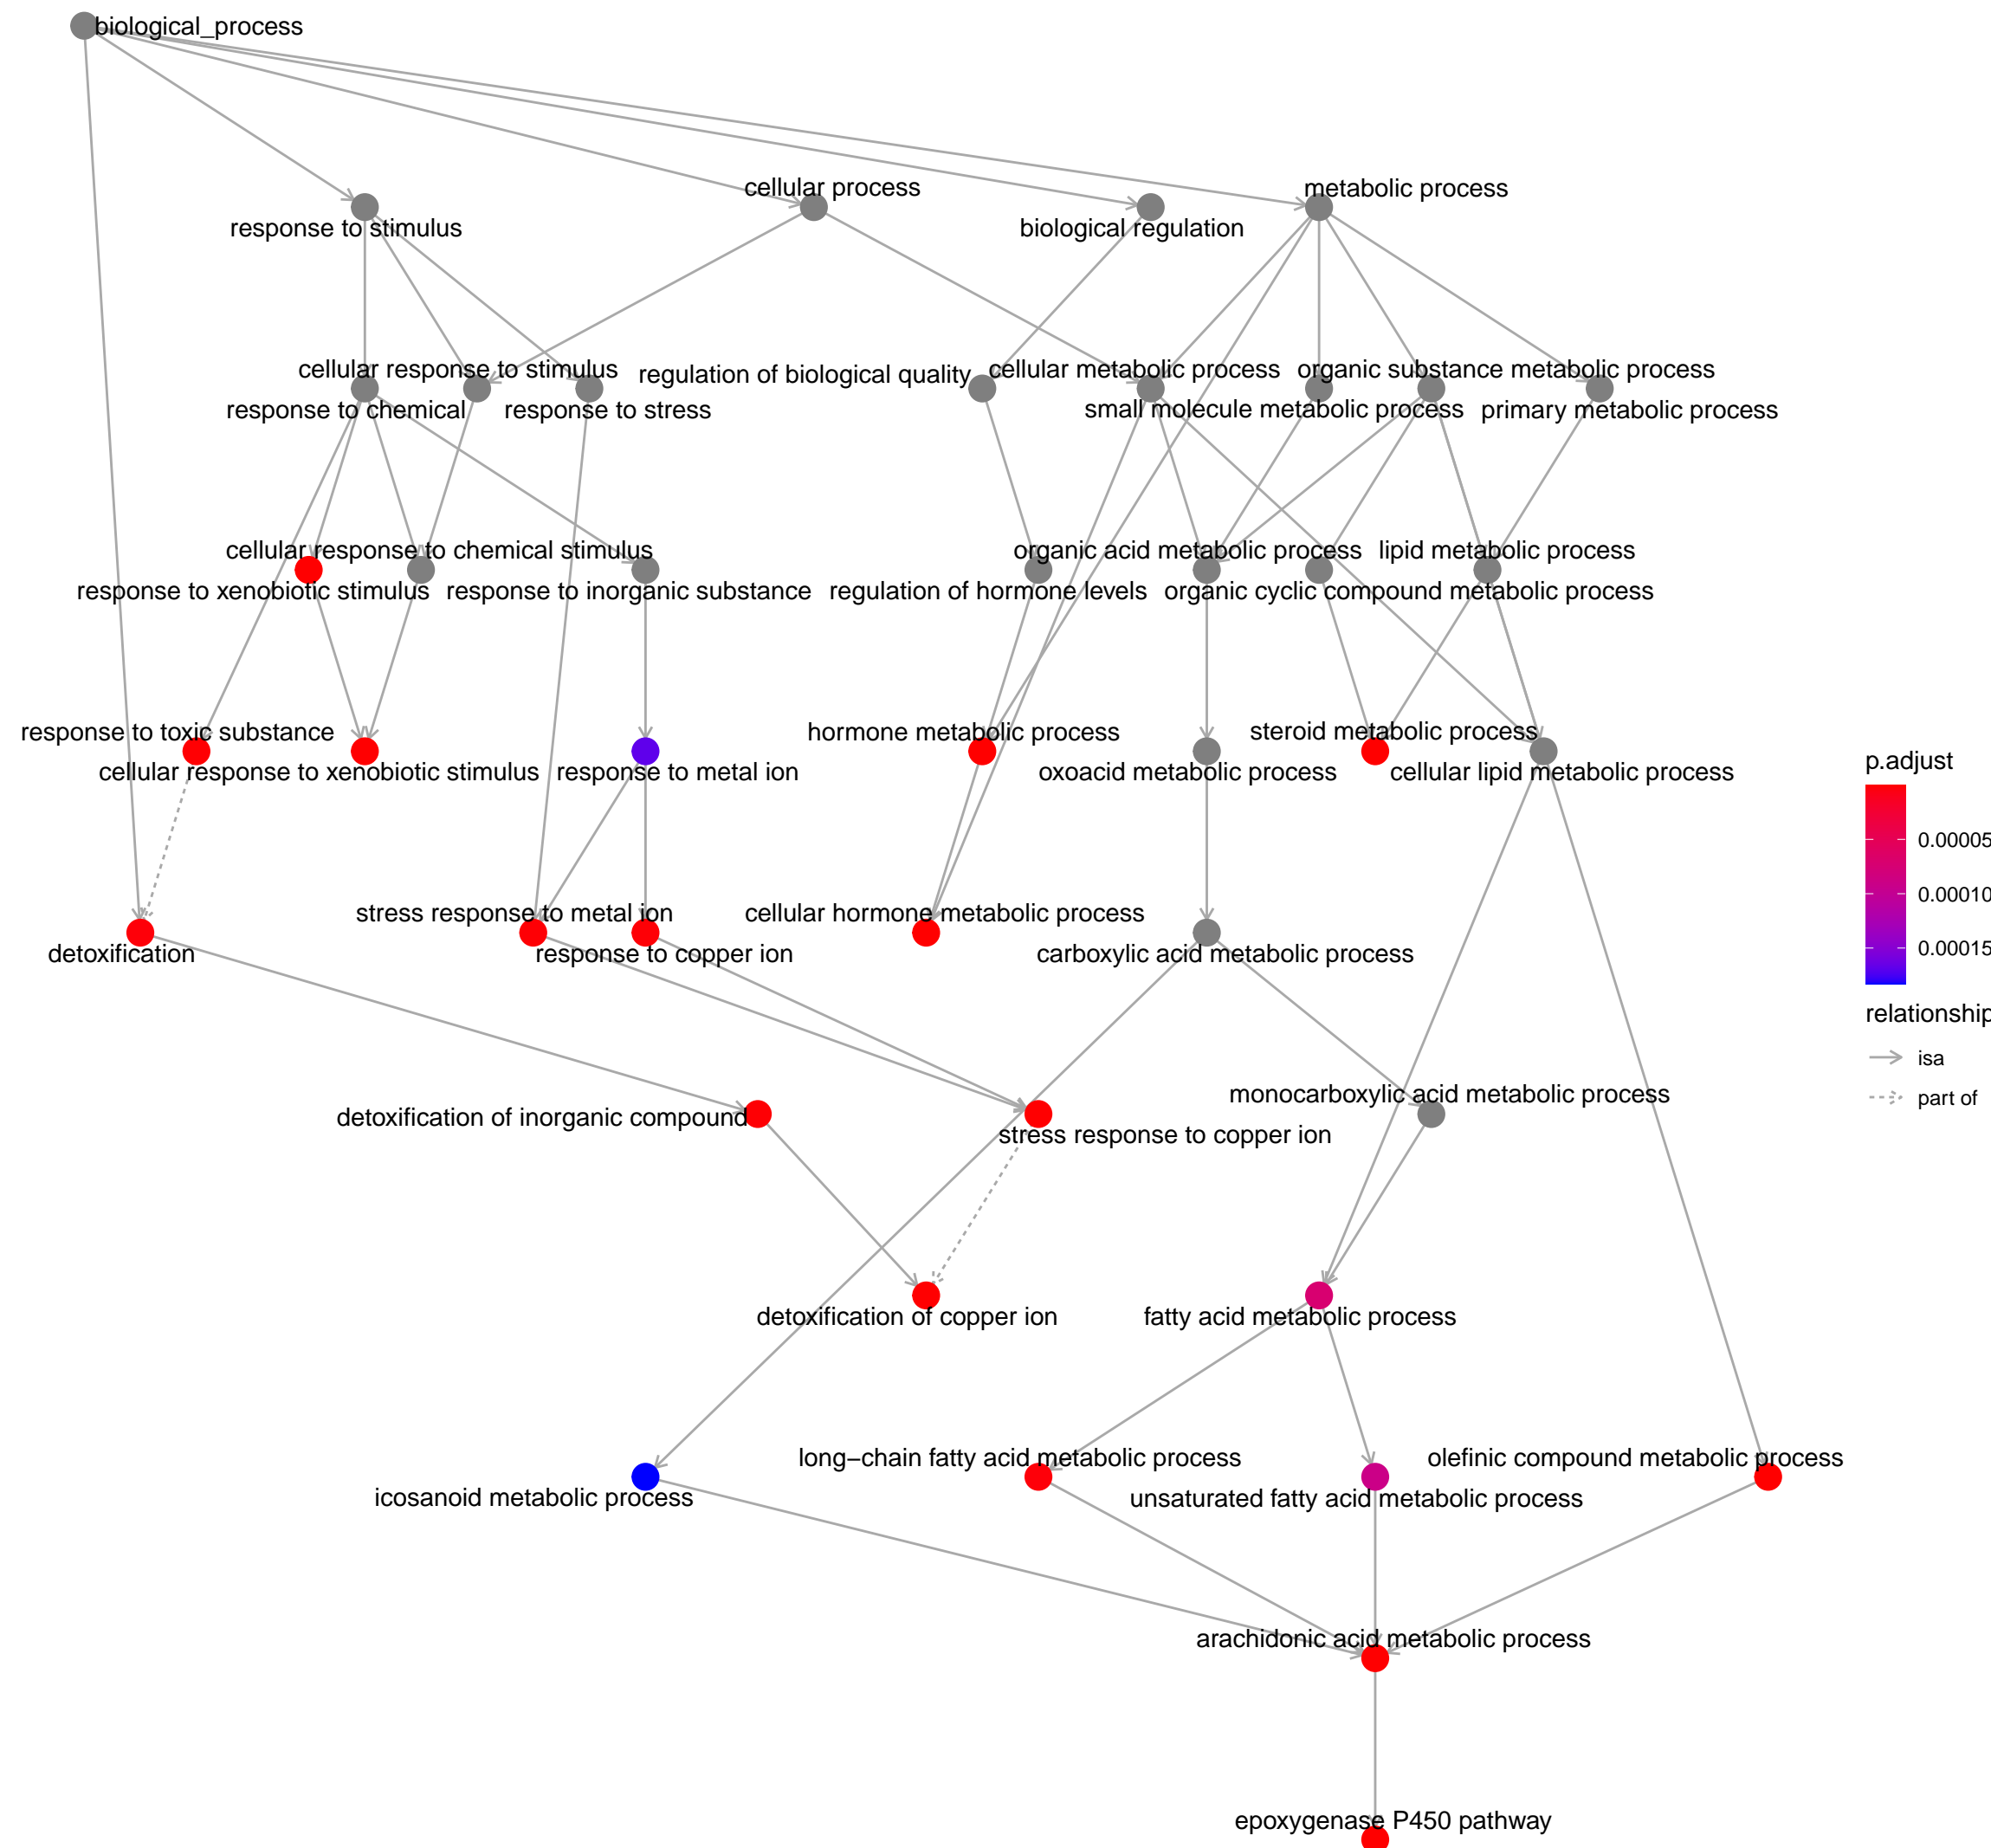 biological_process
cellular process
metabolic process
response to stimulus
biological regulation
cellular response to stimulus
regulation of biological quality
cellular metabolic process
organic substance metabolic process
response to chemical
response to stress
small molecule metabolic process
primary metabolic process
cellular response to chemical stimulus
organic acid metabolic process
lipid metabolic process
response to xenobiotic stimulus
response to inorganic substance
regulation of hormone levels
organic cyclic compound metabolic process
response to toxic substance
hormone metabolic process
steroid metabolic process
cellular response to xenobiotic stimulus
response to metal ion
oxoacid metabolic process
cellular lipid metabolic process
stress response to metal ion
cellular hormone metabolic process
detoxification
response to copper ion
carboxylic acid metabolic process
monocarboxylic acid metabolic process
detoxification of inorganic compound
stress response to copper ion
detoxification of copper ion
fatty acid metabolic process
long−chain fatty acid metabolic process
olefinic compound metabolic process
icosanoid metabolic process
unsaturated fatty acid metabolic process
arachidonic acid metabolic process
epoxygenase P450 pathway
p.adjust
0.00005
0.00010
0.00015
relationship
isa
part of